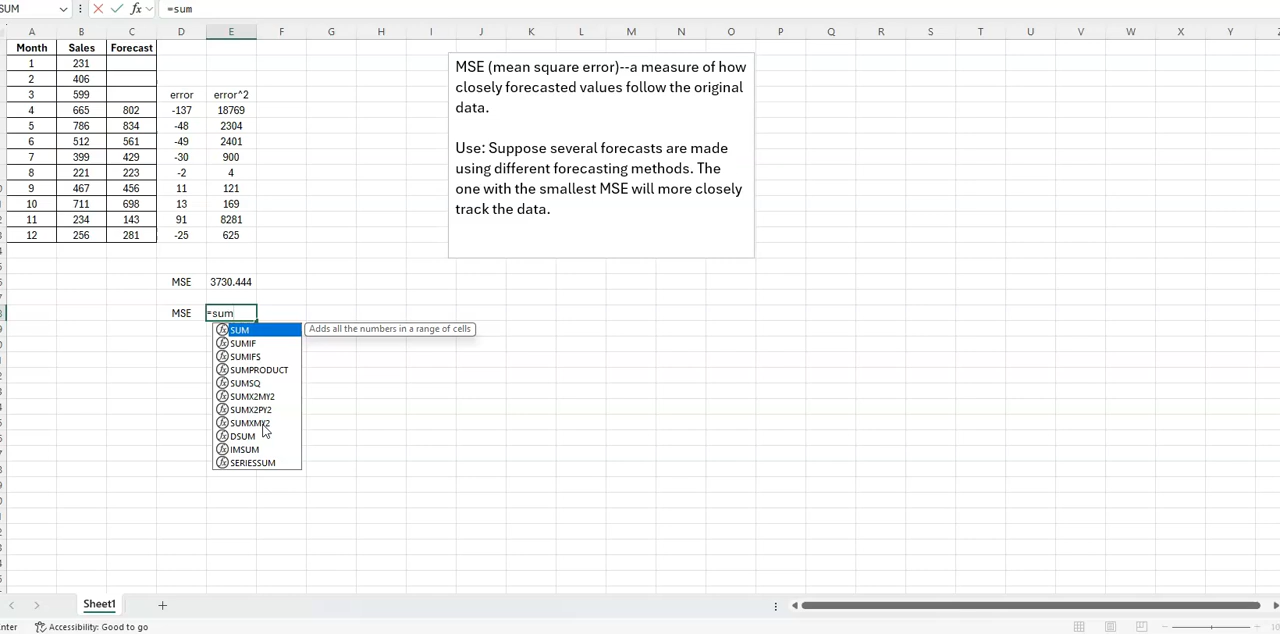 SUM fx =sum
A B C D E F G H I J K L M N O P Q R S T U V W X Y Z
Month Sales Forecast
1 231
2 406
3 599 error error^2
4 665 802 -137 18769
5 786 834 -48 2304
6 512 561 -49 2401
7 399 429 -30 900
8 221 223 -2 4
9 467 456 11 121
10 711 698 13 169
11 234 143 91 8281
12 256 281 -25 625
MSE 3730.444
MSE =sum
MSE (mean square error)--a measure of how
closely forecasted values follow the original
data.
Use: Suppose several forecasts are made
using different forecasting methods. The
one with the smallest MSE will more closely
track the data.
SUM
Adds all the numbers in a range of cells
SUMIF
SUMIFS
SUMPRODUCT
SUMSQ
SUMX2MY2
SUMX2PY2
SUMXMY2
DSUM
IMSUM
SERIESSUM
Sheet1
Accessibility: Good to go